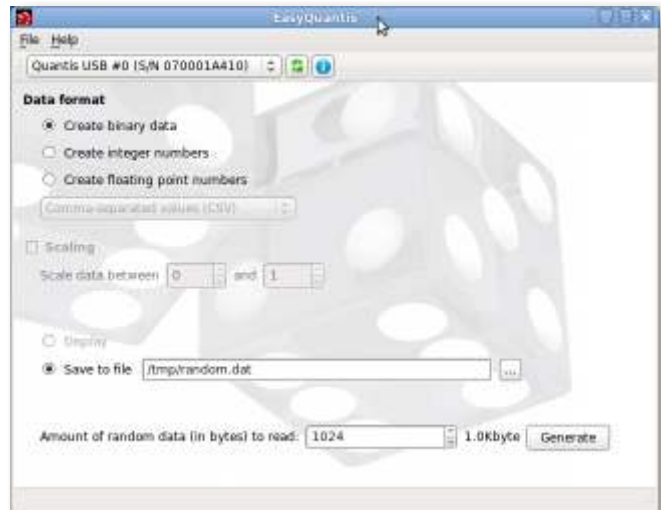 EasyQuantis
File Help
Quantis USB #0 (S/N 070001A410)
Data format
Create binary data
Create integer numbers
Create floating point numbers
Comma-separated values (CSV)
Scaling
Scale data between 0 and 1
Display
Save to file /tmp/random.dat ...
Amount of random data (in bytes) to read: 1024 1.0Kbyte Generate